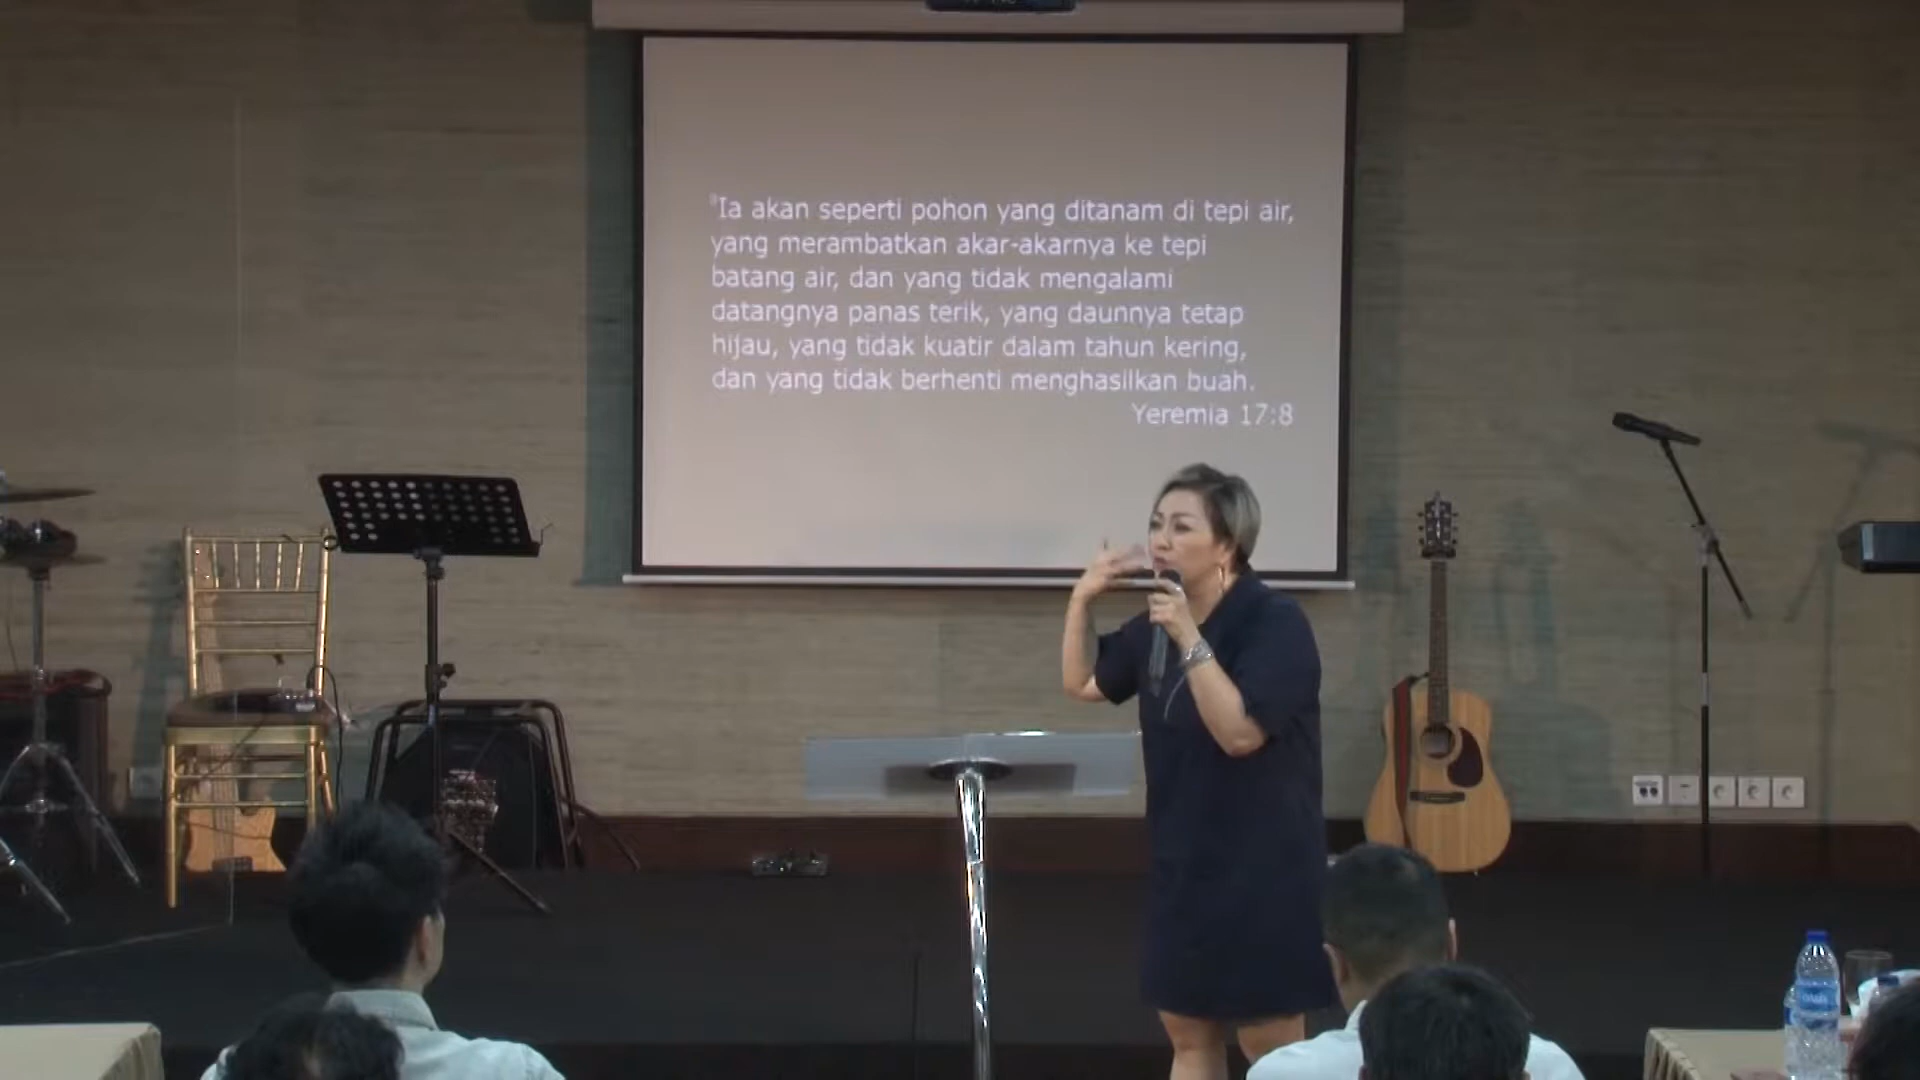 ⁸Ia akan seperti pohon yang ditanam di tepi air,
yang merambatkan akar-akarnya ke tepi
batang air, dan yang tidak mengalami
datangnya panas terik, yang daunnya tetap
hijau, yang tidak kuatir dalam tahun kering,
dan yang tidak berhenti menghasilkan buah.
Yeremia 17:8